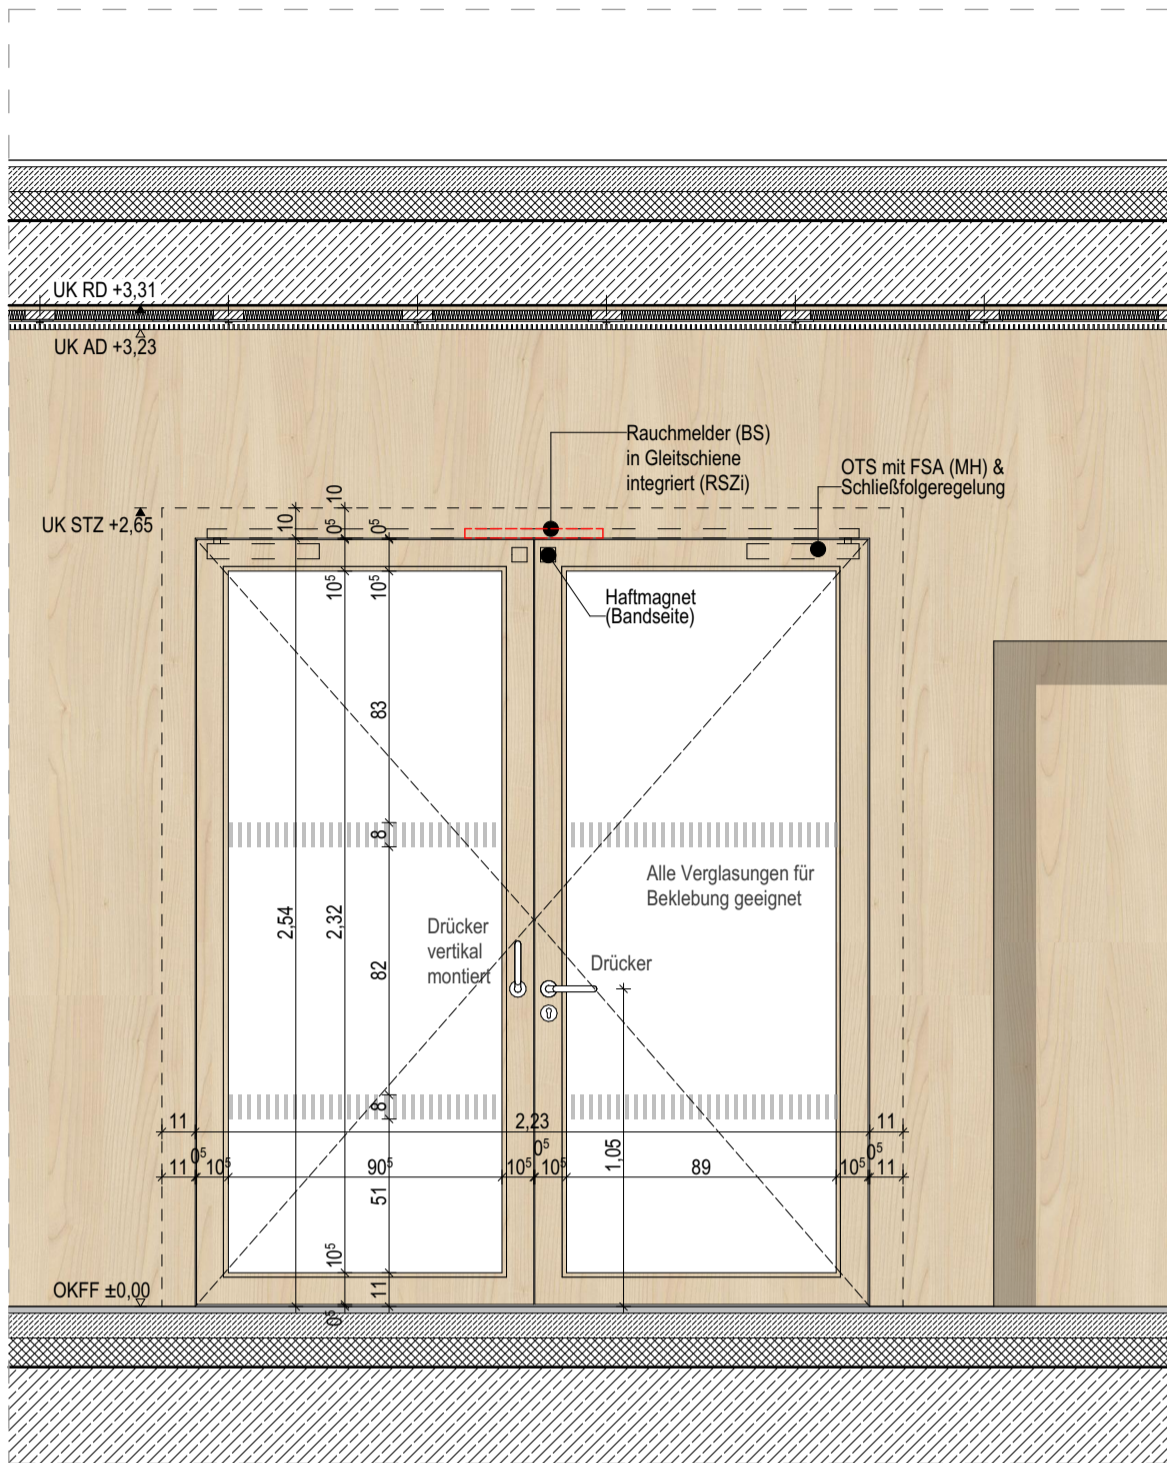 UK RD +3,31
UK AD +3,23
Rauchmelder (BS)
in Gleitschiene
integriert (RSZi)
OTS mit FSA (MH) &
Schließfolgeregelung
UK STZ +2,65
10
10
0⁵
0⁵
10⁵
10⁵
Haftmagnet
(Bandseite)
83
8
Alle Verglasungen für
Beklebung geeignet
2,54
2,32
82
Drücker
vertikal
montiert
Drücker
8
11
2,23
11
0⁵
0⁵
0⁵
1,05
11
10⁵
90⁵
10⁵
10⁵
89
10⁵
11
51
10⁵
11
0⁵
OKFF ±0,00